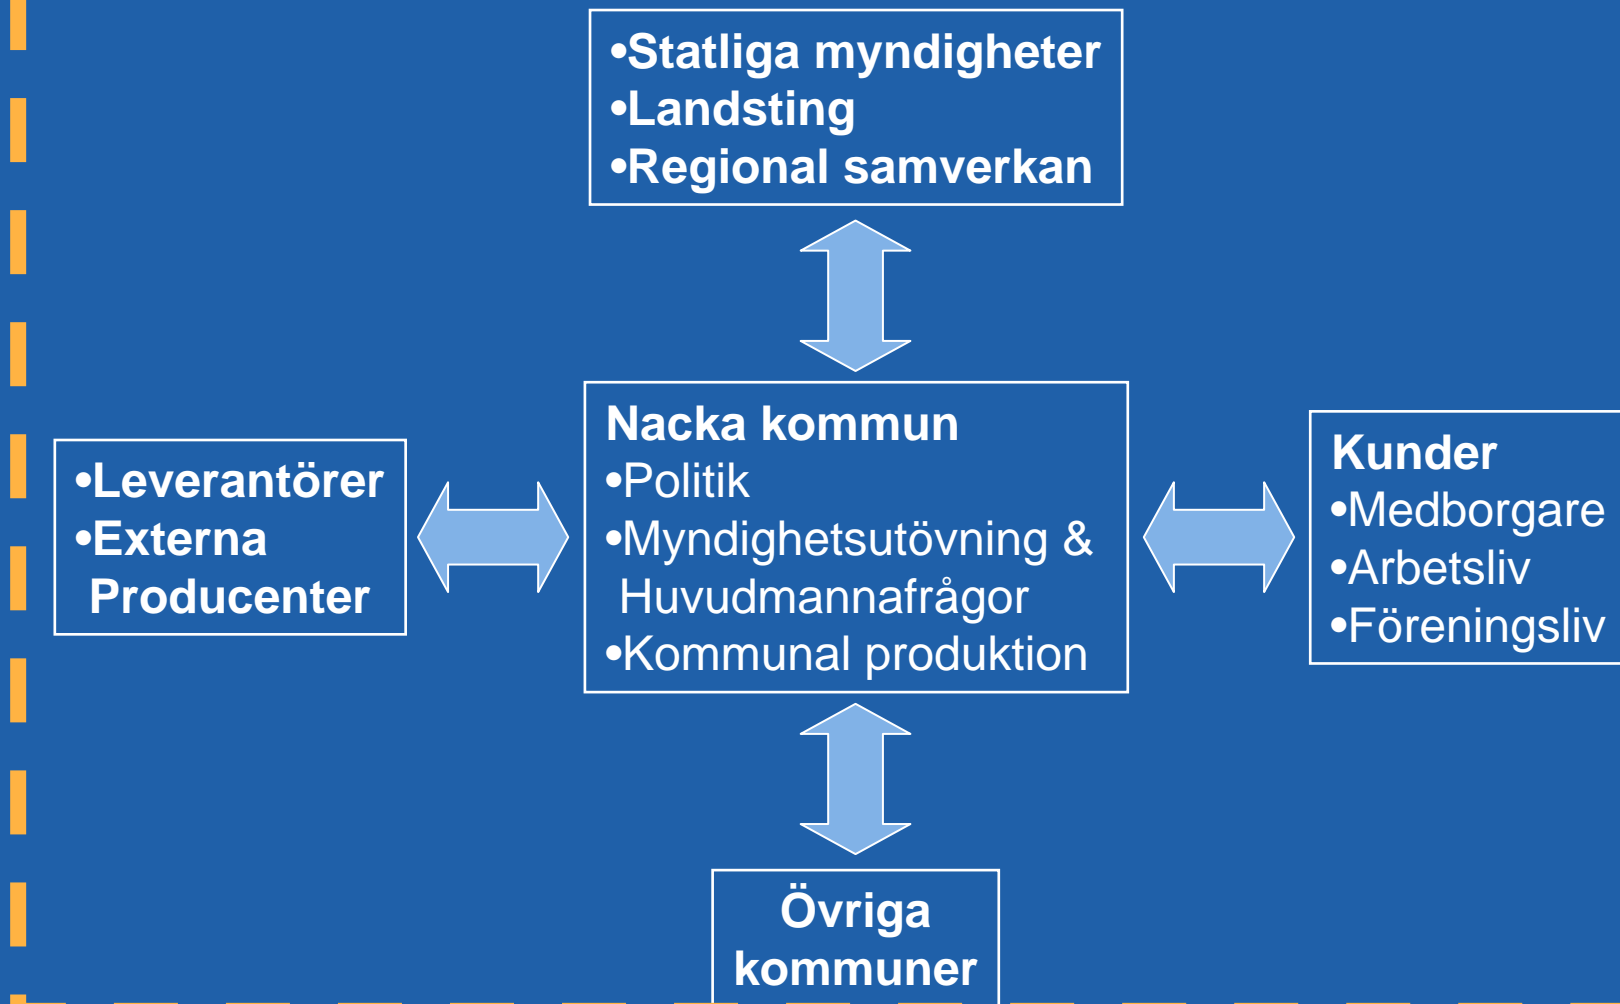 •Statliga myndigheter
•Landsting
•Regional samverkan
Nacka kommun
•Politik
•Myndighetsutövning &
Huvudmannafrågor
•Kommunal produktion
•Leverantörer
•Externa
Producenter
Kunder
•Medborgare
•Arbetsliv
•Föreningsliv
Övriga
kommuner